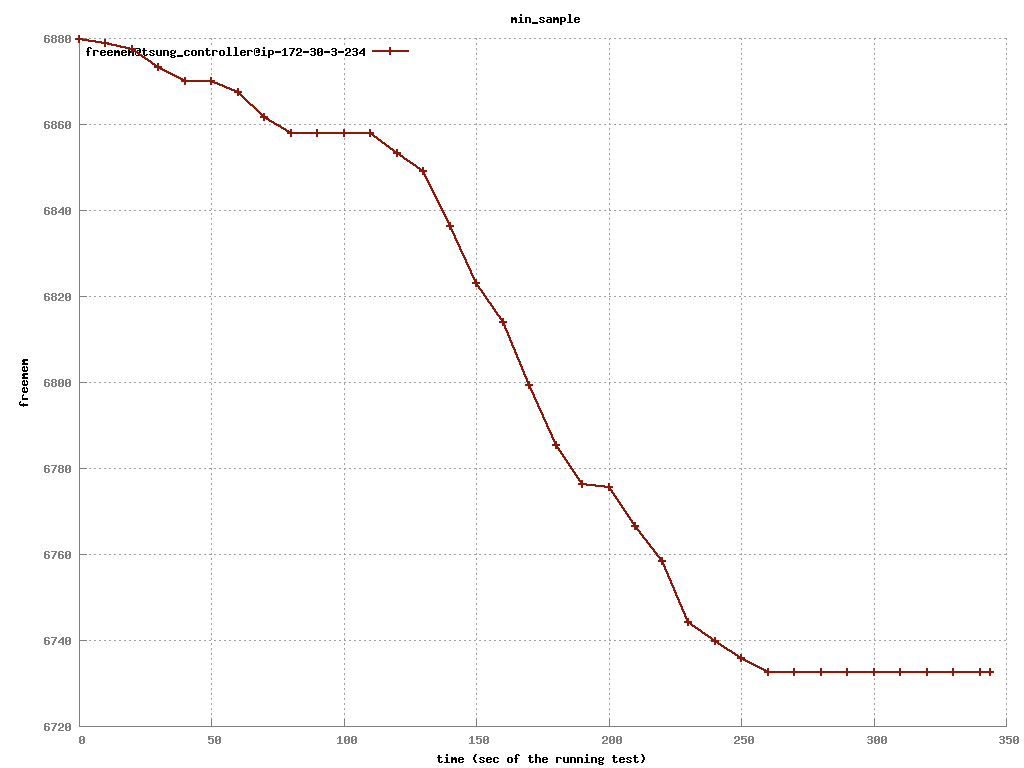 min_sample
6880
freemem@tsung_controller@ip-172-30-3-234
6860
6840
6820
6800
freemem
6780
6760
6740
6720
0 50 100 150 200 250 300 350
time (sec of the running test)